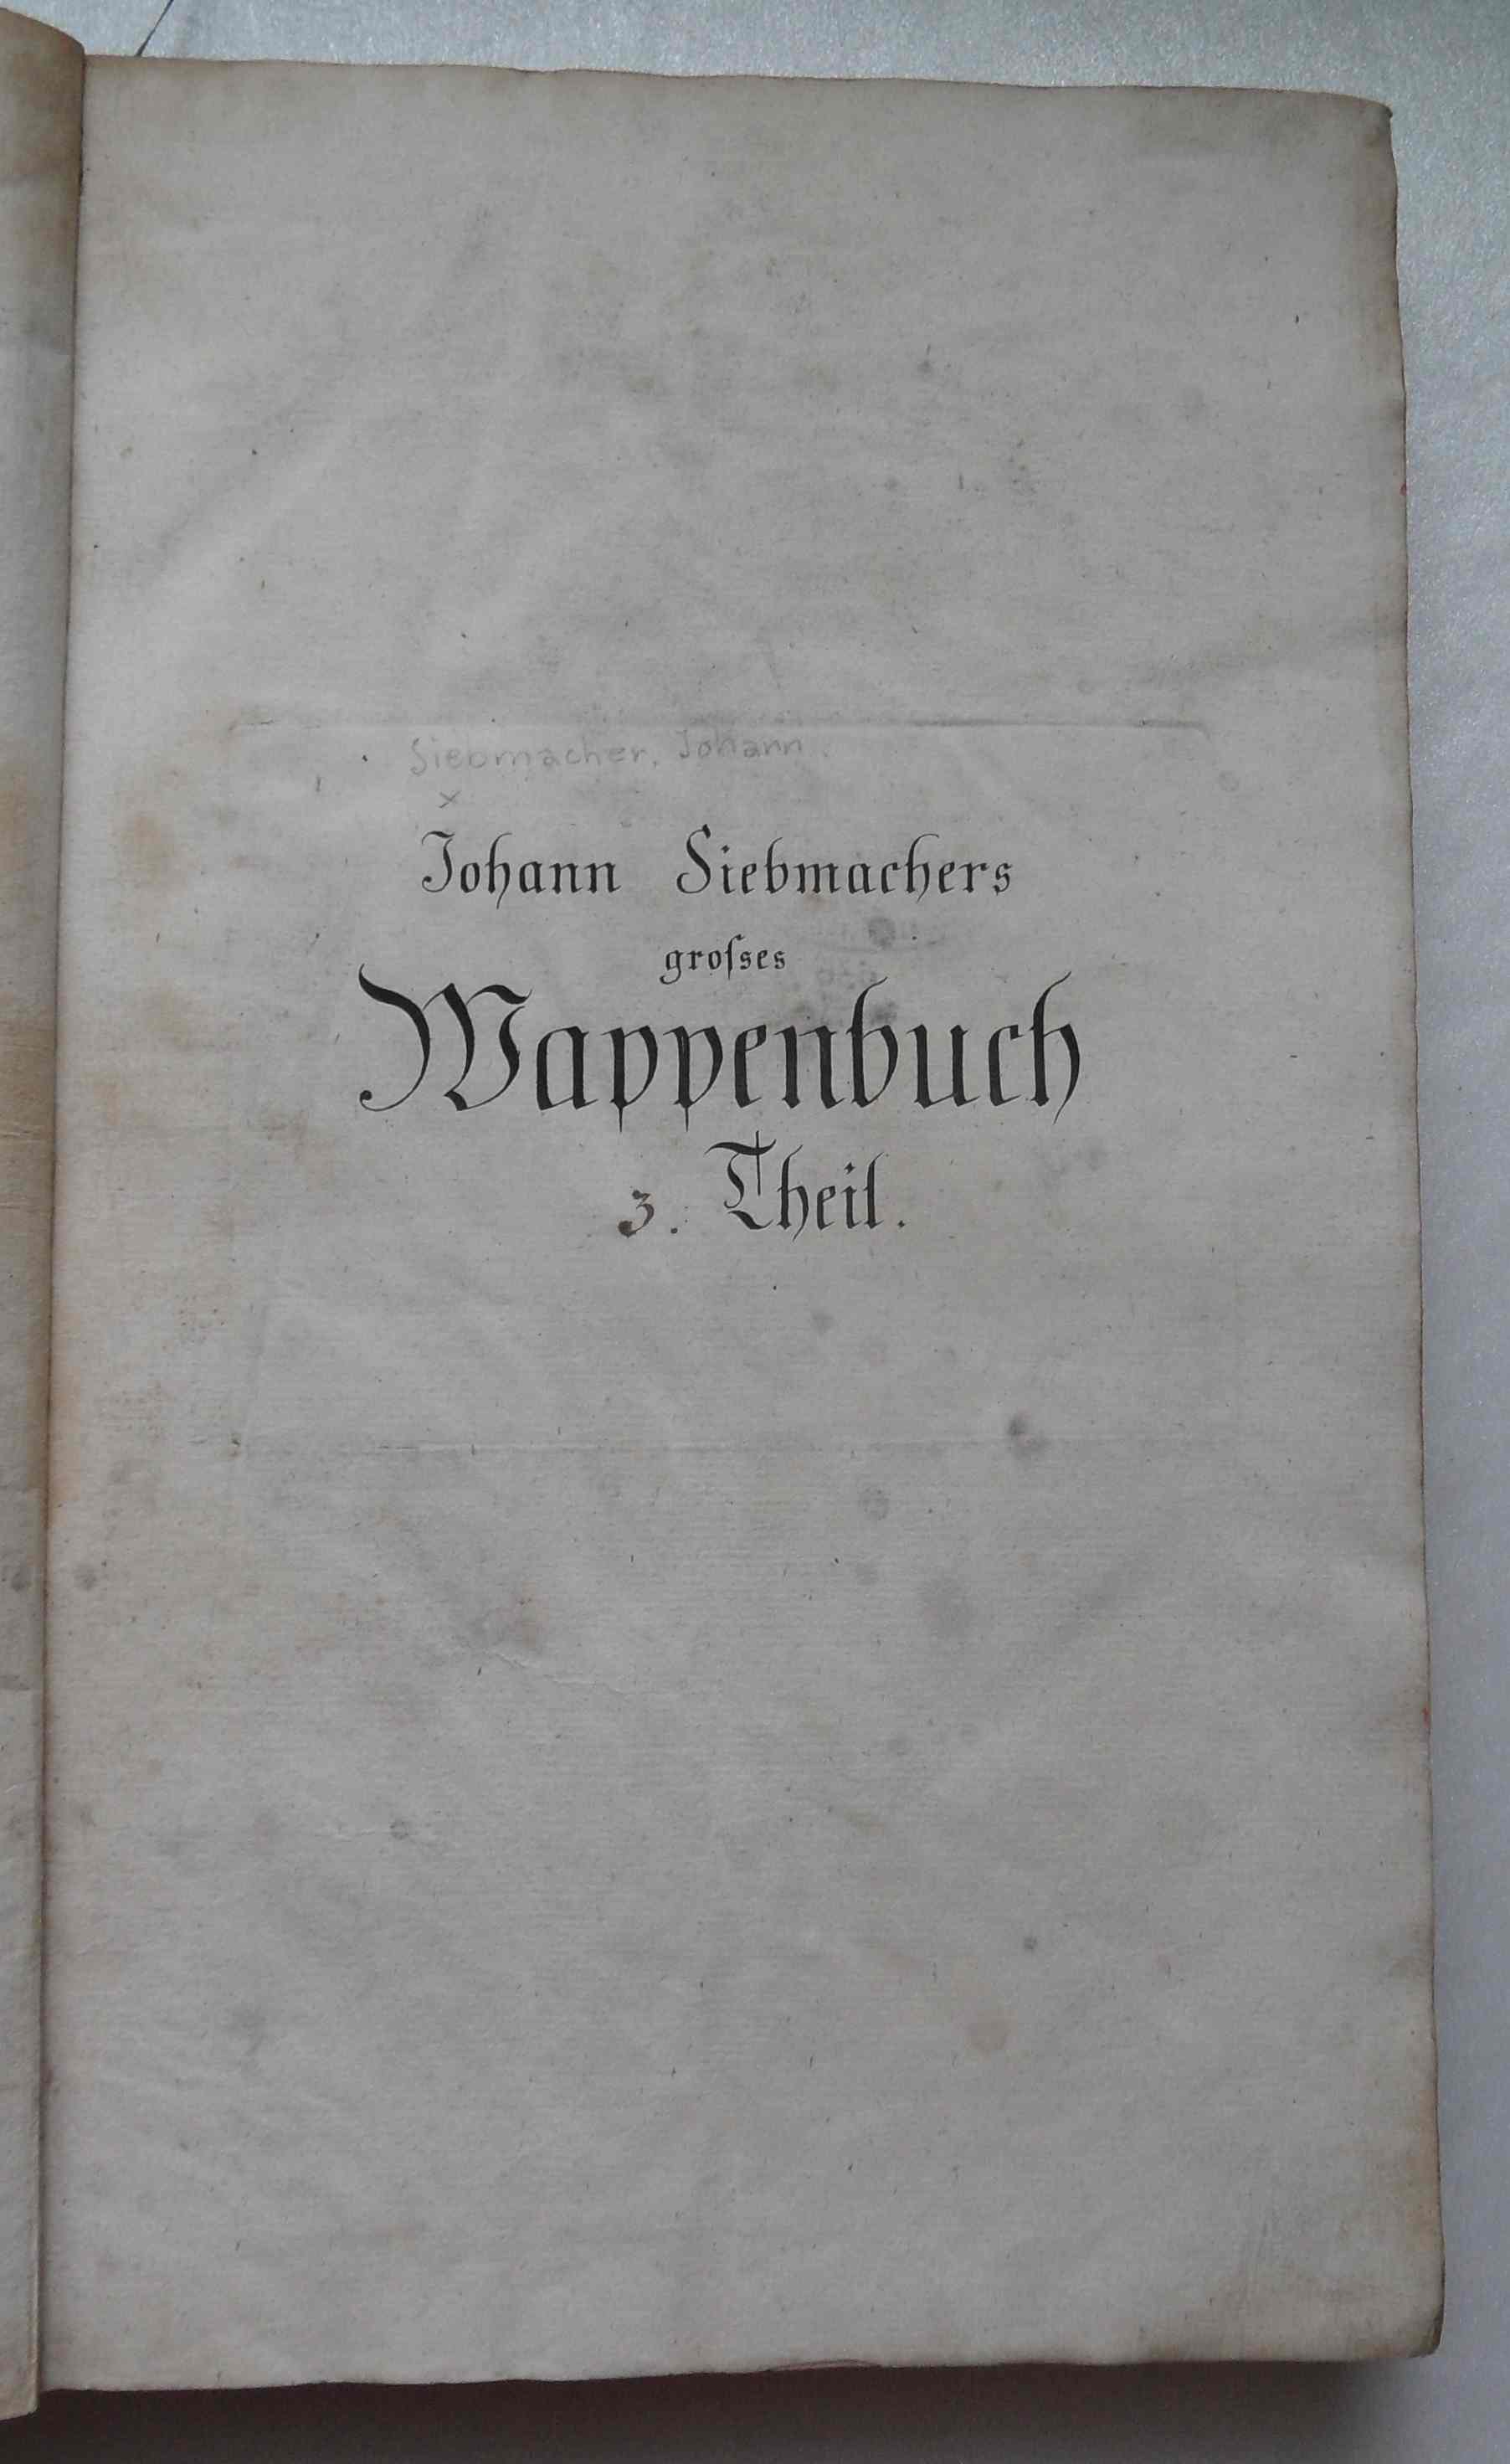 Siebmacher, Johann.
x
Johann Siebmachers
groſses
Wappenbuch
3. Theil.